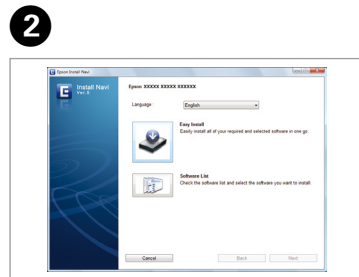 2
Epson Install Navi
E Install Navi
Ver.5
Epson XXXXX XXXXX XXXXXX
Language :
English
Easy Install
Easily install all of your required and selected software in one go.
Software List
Check the software list and select the software you want to install.
Cancel
Back
Next